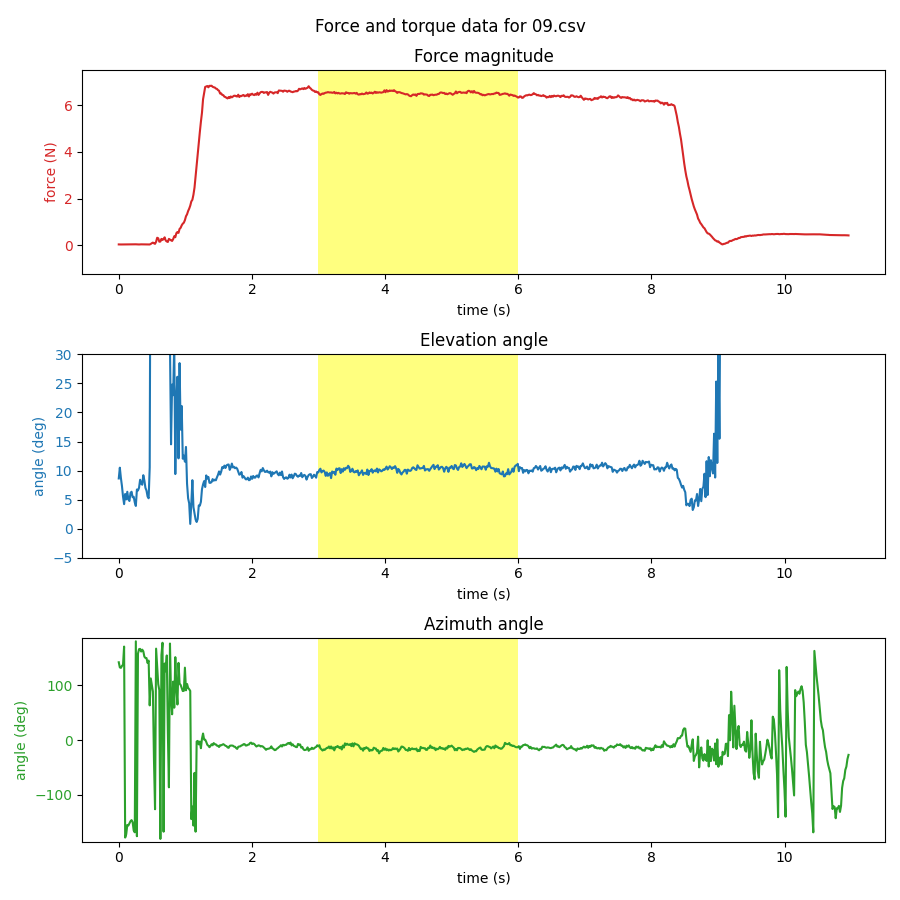 Force and torque data for 09.csv
Force magnitude
6
4
2
0
force (N)
0 2 4 6 8 10
time (s)
Elevation angle
30
25
20
15
10
5
0
−5
angle (deg)
0 2 4 6 8 10
time (s)
Azimuth angle
100
0
−100
angle (deg)
0 2 4 6 8 10
time (s)